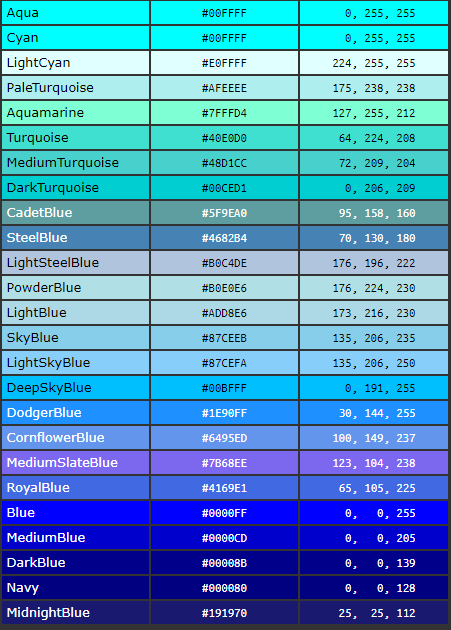 Aqua #00FFFF 0, 255, 255
Cyan #00FFFF 0, 255, 255
LightCyan #E0FFFF 224, 255, 255
PaleTurquoise #AFEEEE 175, 238, 238
Aquamarine #7FFFD4 127, 255, 212
Turquoise #40E0D0 64, 224, 208
MediumTurquoise #48D1CC 72, 209, 204
DarkTurquoise #00CED1 0, 206, 209
CadetBlue #5F9EA0 95, 158, 160
SteelBlue #4682B4 70, 130, 180
LightSteelBlue #B0C4DE 176, 196, 222
PowderBlue #B0E0E6 176, 224, 230
LightBlue #ADD8E6 173, 216, 230
SkyBlue #87CEEB 135, 206, 235
LightSkyBlue #87CEFA 135, 206, 250
DeepSkyBlue #00BFFF 0, 191, 255
DodgerBlue #1E90FF 30, 144, 255
CornflowerBlue #6495ED 100, 149, 237
MediumSlateBlue #7B68EE 123, 104, 238
RoyalBlue #4169E1 65, 105, 225
Blue #0000FF 0, 0, 255
MediumBlue #0000CD 0, 0, 205
DarkBlue #00008B 0, 0, 139
Navy #000080 0, 0, 128
MidnightBlue #191970 25, 25, 112